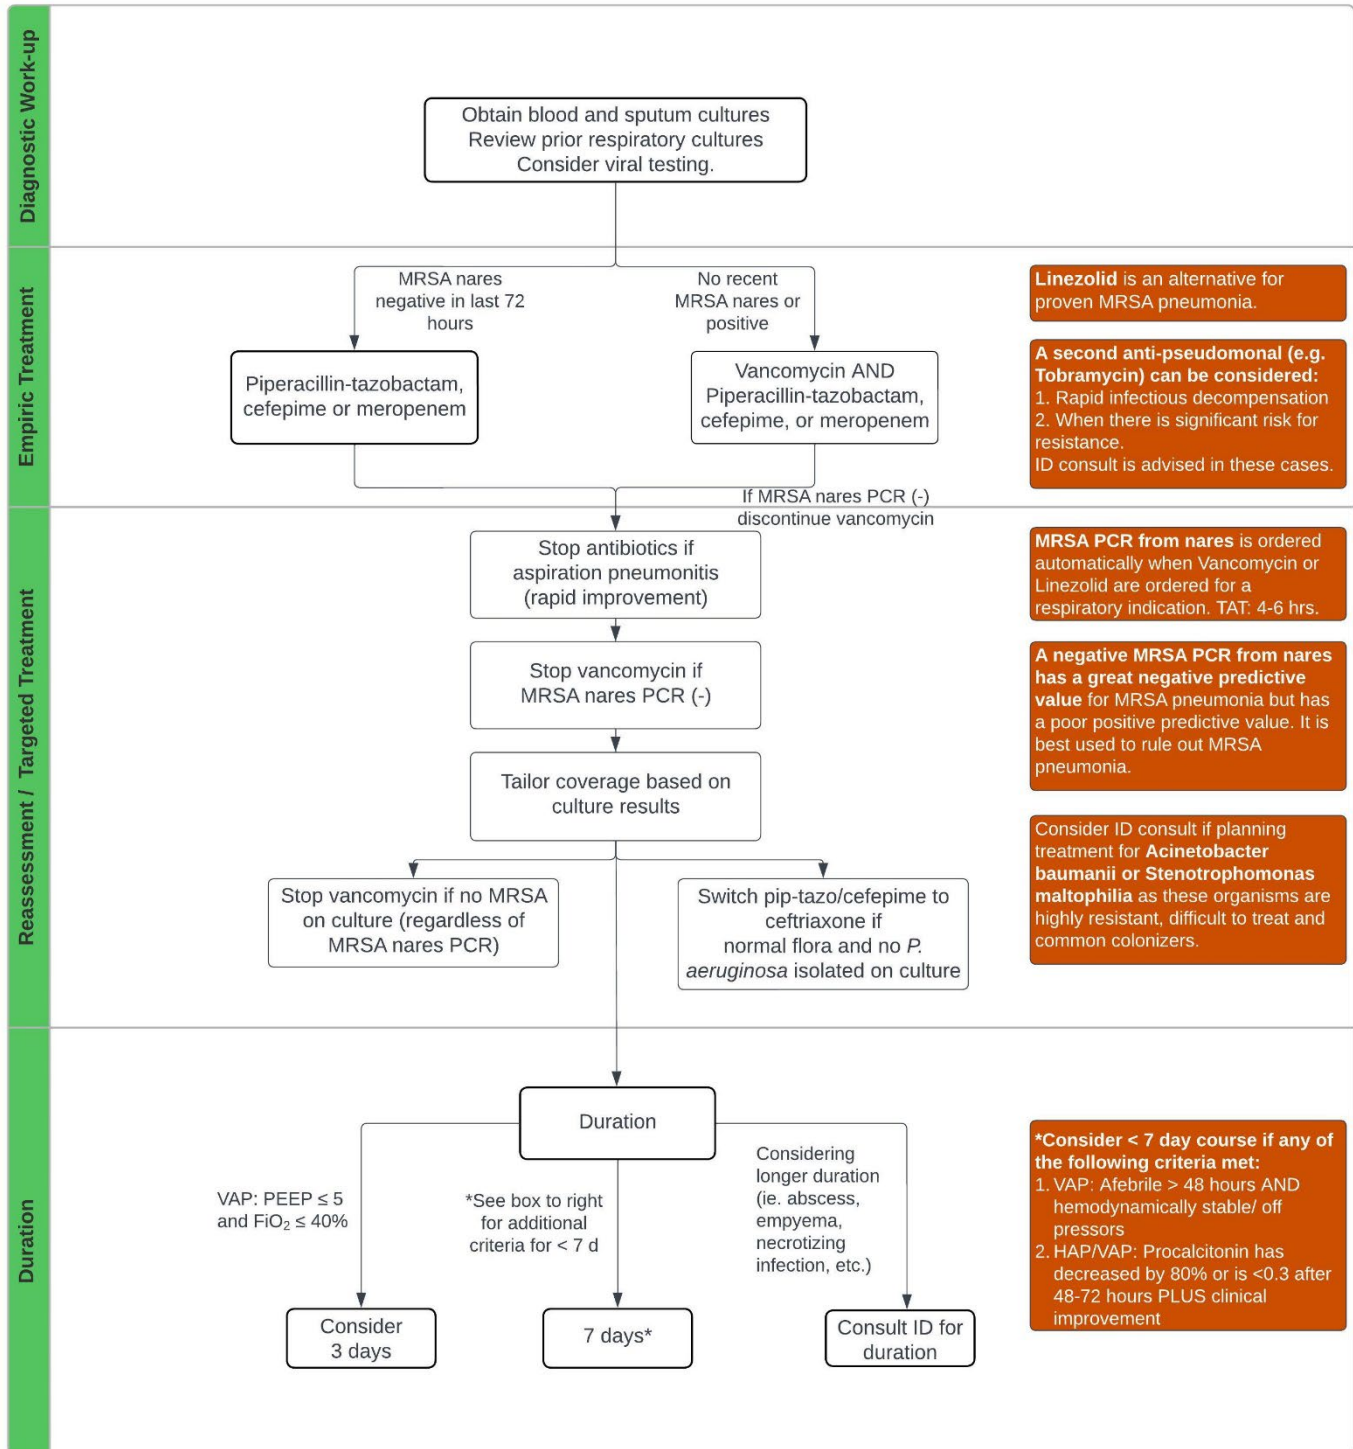 Diagnostic Work-up
Obtain blood and sputum cultures
Review prior respiratory cultures
Consider viral testing.
Empiric Treatment
MRSA nares
negative in last 72
hours
No recent
MRSA nares or
positive
Piperacillin-tazobactam,
cefepime or meropenem
Vancomycin AND
Piperacillin-tazobactam,
cefepime, or meropenem
Linezolid is an alternative for
proven MRSA pneumonia.
A second anti-pseudomonal (e.g.
Tobramycin) can be considered:
1. Rapid infectious decompensation
2. When there is significant risk for
resistance.
ID consult is advised in these cases.
If MRSA nares PCR (-)
discontinue vancomycin
Reassessment / Targeted Treatment
Stop antibiotics if
aspiration pneumonitis
(rapid improvement)
Stop vancomycin if
MRSA nares PCR (-)
Tailor coverage based on
culture results
Stop vancomycin if no MRSA
on culture (regardless of
MRSA nares PCR)
Switch pip-tazo/cefepime to
ceftriaxone if
normal flora and no P.
aeruginosa isolated on culture
MRSA PCR from nares is ordered
automatically when Vancomycin or
Linezolid are ordered for a
respiratory indication. TAT: 4-6 hrs.
A negative MRSA PCR from nares
has a great negative predictive
value for MRSA pneumonia but has
a poor positive predictive value. It is
best used to rule out MRSA
pneumonia.
Consider ID consult if planning
treatment for Acinetobacter
baumanii or Stenotrophomonas
maltophilia as these organisms are
highly resistant, difficult to treat and
common colonizers.
Duration
Duration
VAP: PEEP ≤ 5
and FiO₂ ≤ 40%
*See box to right
for additional
criteria for < 7 d
Considering
longer duration
(ie. abscess,
empyema,
necrotizing
infection, etc.)
Consider
3 days
7 days*
Consult ID for
duration
*Consider < 7 day course if any of
the following criteria met:
1. VAP: Afebrile > 48 hours AND
hemodynamically stable/ off
pressors
2. HAP/VAP: Procalcitonin has
decreased by 80% or is <0.3 after
48-72 hours PLUS clinical
improvement